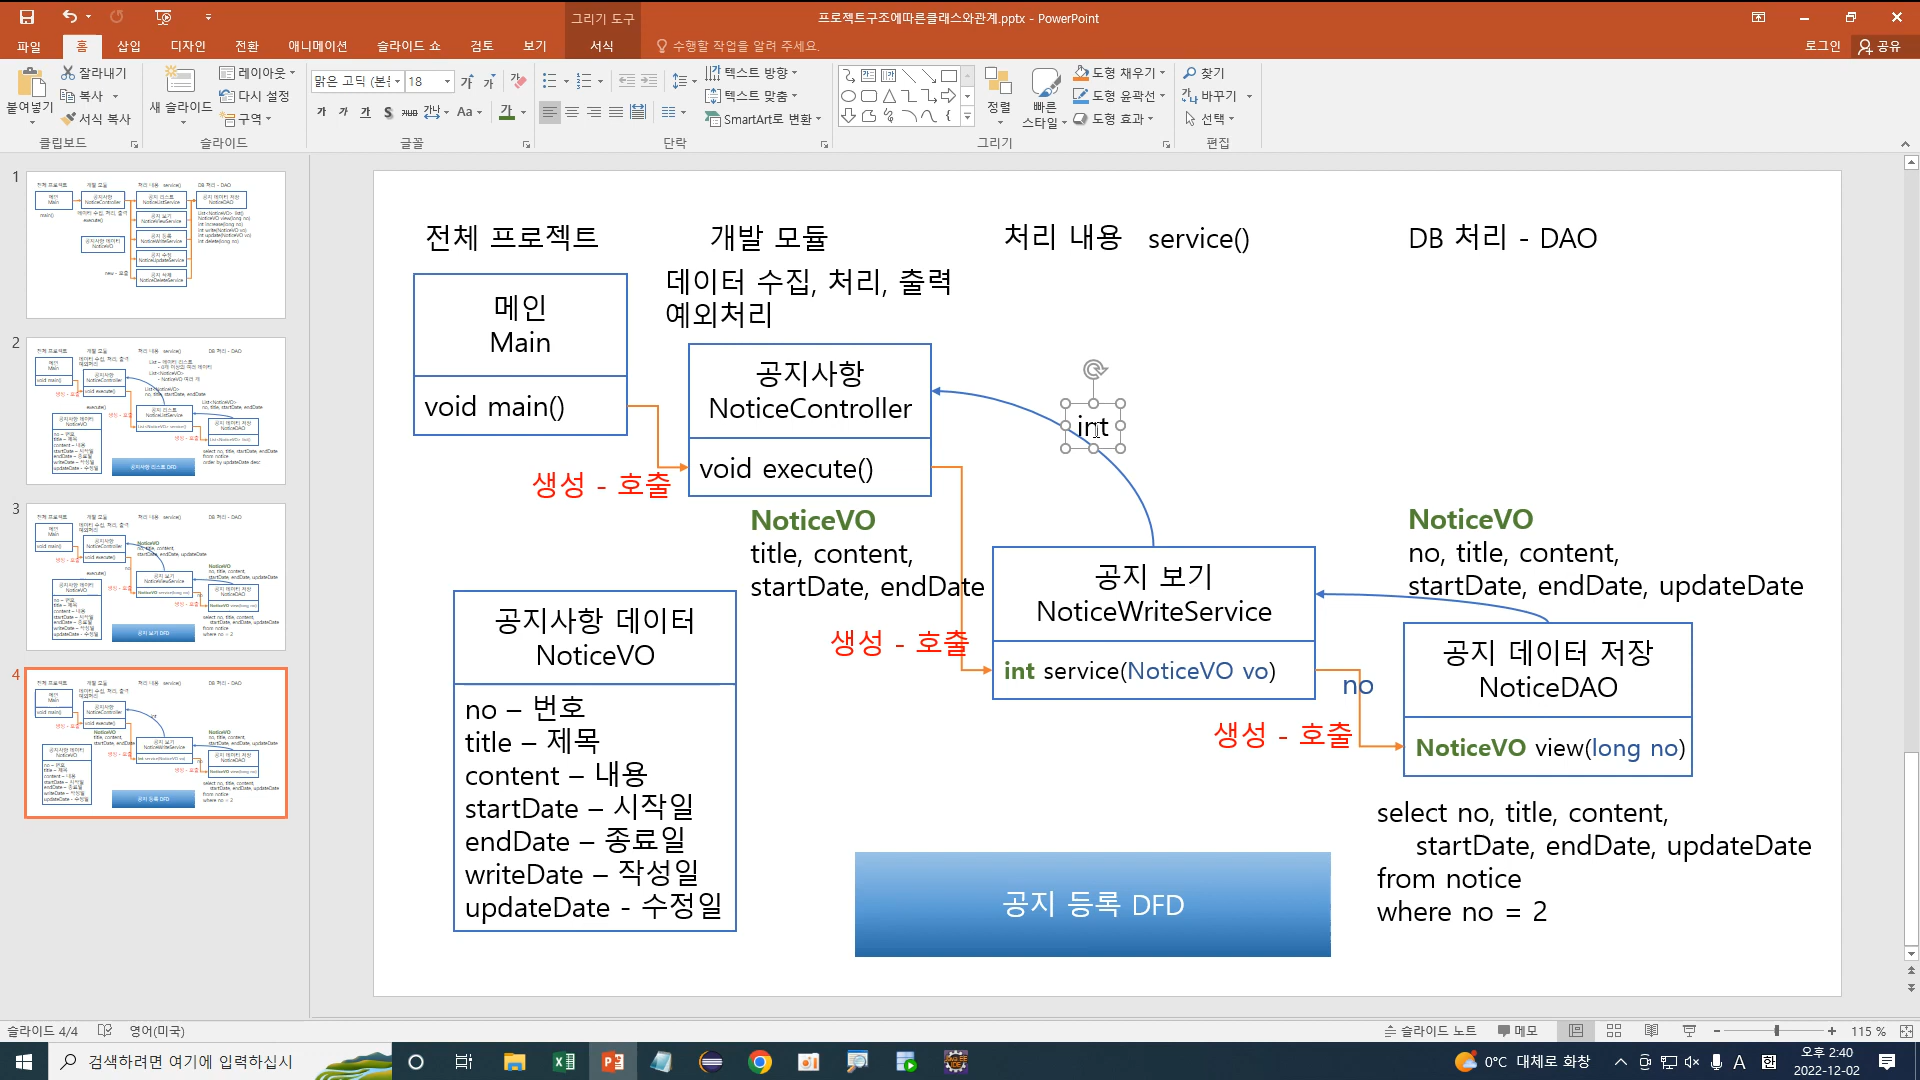 프로젝트구조에따른클래스와관계.pptx - PowerPoint
그리기 도구
파일 홈 삽입 디자인 전환 애니메이션 슬라이드 쇼 검토 보기 서식 수행할 작업을 알려 주세요. 로그인 공유
붙여넣기 잘라내기 복사 서식 복사
새 슬라이드 레이아웃 다시 설정 구역
맑은 고딕 (본문 18
텍스트 방향 텍스트 맞춤 SmartArt로 변환
정렬 빠른 스타일 도형 채우기 도형 윤곽선 도형 효과
찾기 바꾸기 선택
클립보드 슬라이드 글꼴 단락 그리기 편집
1
2
3
4
전체 프로젝트 개발 모듈 처리 내용 service() DB 처리 - DAO
데이터 수집, 처리, 출력
예외처리
메인
Main
void main()
생성 - 호출
공지사항
NoticeController
void execute()
int
NoticeVO
title, content,
startDate, endDate
생성 - 호출
공지 보기
NoticeWriteService
int service(NoticeVO vo)
no
생성 - 호출
NoticeVO
no, title, content,
startDate, endDate, updateDate
공지 데이터 저장
NoticeDAO
NoticeVO view(long no)
select no, title, content,
startDate, endDate, updateDate
from notice
where no = 2
공지사항 데이터
NoticeVO
no – 번호
title – 제목
content – 내용
startDate – 시작일
endDate – 종료일
writeDate – 작성일
updateDate - 수정일
공지 등록 DFD
슬라이드 4/4 영어(미국) 슬라이드 노트 메모 115 %
검색하려면 여기에 입력하십시
0°C 대체로 화창 A 오후 2:40
2022-12-02